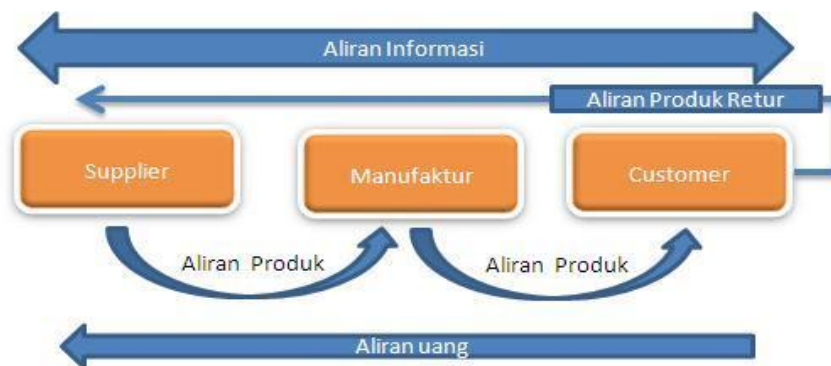 Aliran Informasi
Aliran Produk Retur
Supplier
Manufaktur
Customer
Aliran Produk
Aliran Produk
Aliran uang